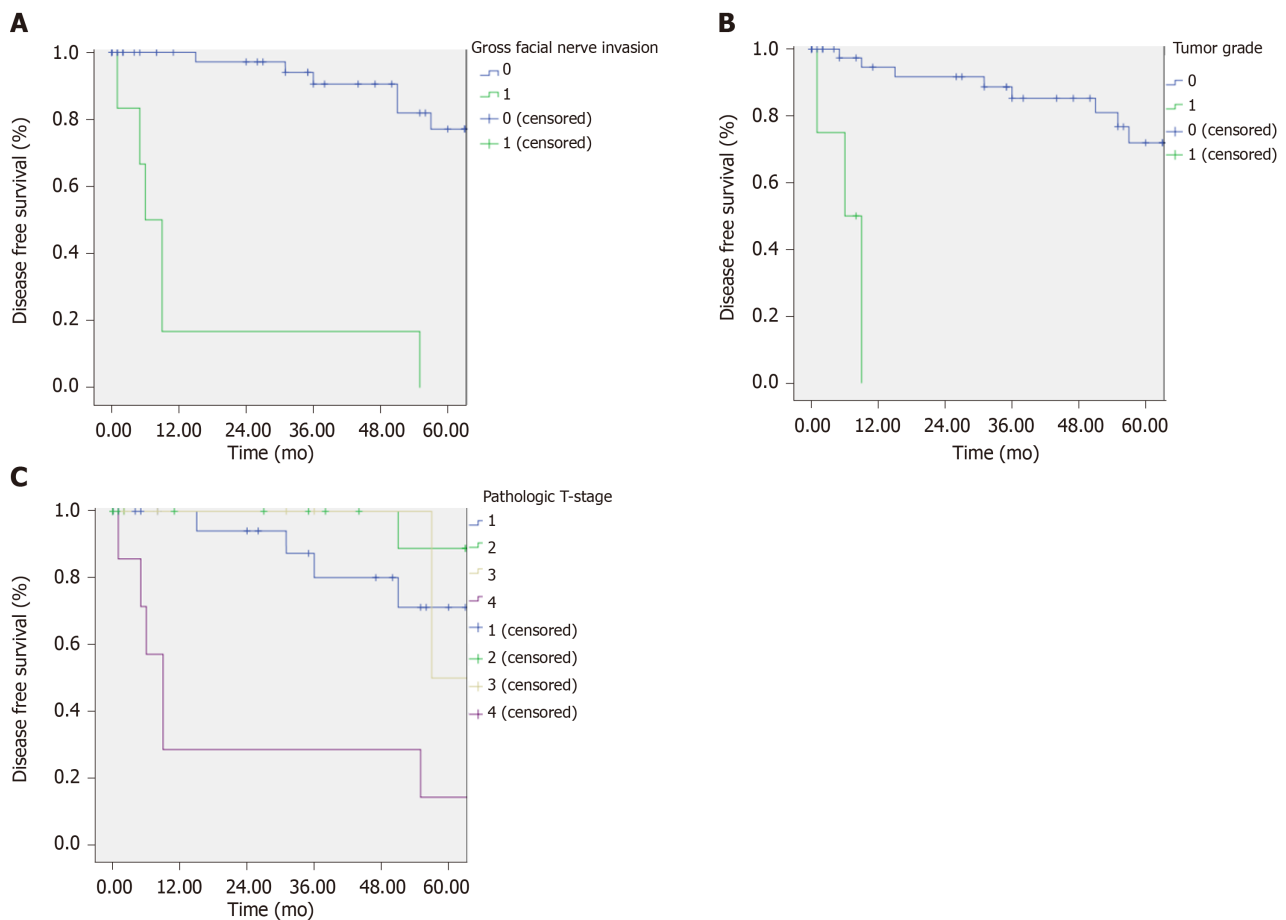 A
Gross facial nerve invasion
0
1
0 (censored)
1 (censored)
Disease free survival (%)
1.0
0.8
0.6
0.4
0.2
0.0
0.00 12.00 24.00 36.00 48.00 60.00
Time (mo)
B
Tumor grade
0
1
0 (censored)
1 (censored)
Disease free survival (%)
1.0
0.8
0.6
0.4
0.2
0.0
0.00 12.00 24.00 36.00 48.00 60.00
Time (mo)
C
Pathologic T-stage
1
2
3
4
1 (censored)
2 (censored)
3 (censored)
4 (censored)
Disease free survival (%)
1.0
0.8
0.6
0.4
0.2
0.0
0.00 12.00 24.00 36.00 48.00 60.00
Time (mo)